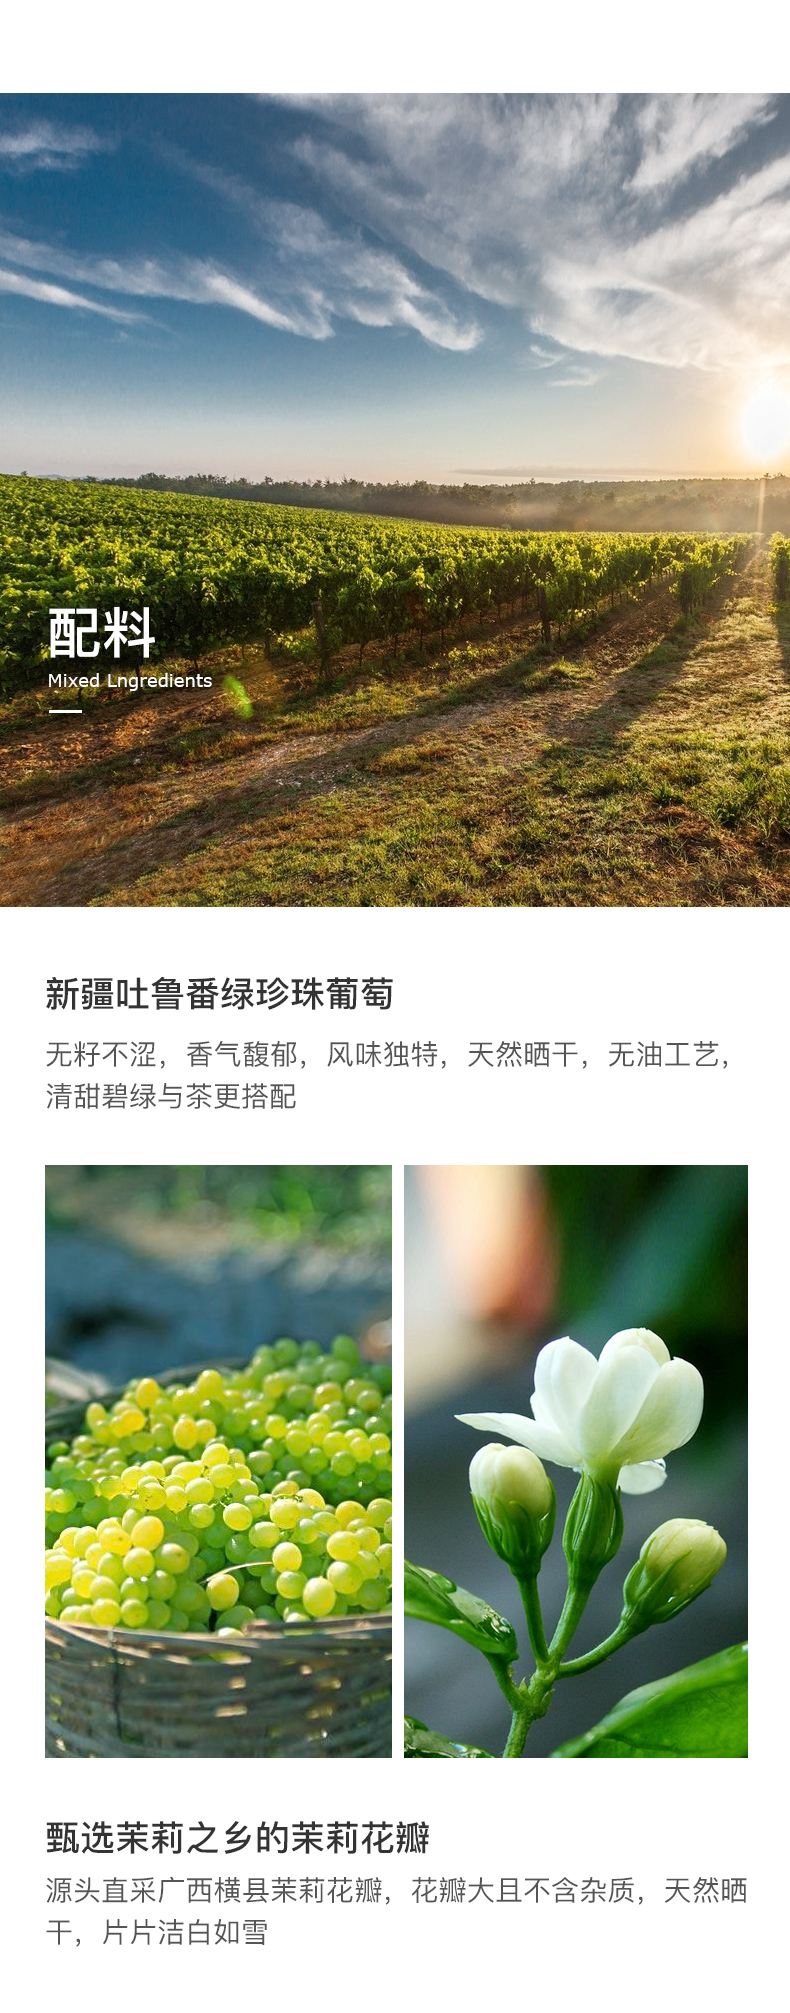 配料
Mixed Lngredients
新疆吐鲁番绿珍珠葡萄
无籽不涩，香气馥郁，风味独特，天然晒干，无油工艺，
清甜碧绿与茶更搭配
甄选茉莉之乡的茉莉花瓣
源头直采广西横县茉莉花瓣，花瓣大且不含杂质，天然晒
干，片片洁白如雪